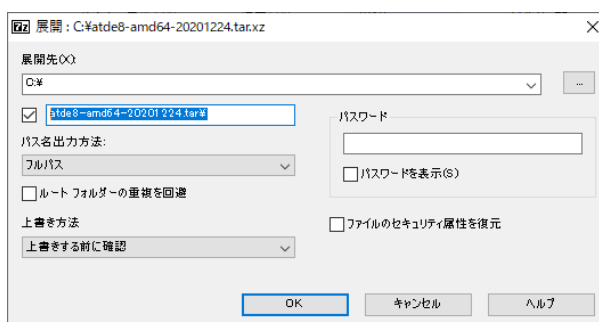 7z 展開 : C:¥atde8-amd64-20201224.tar.xz
展開先(X):
C:¥
...
atde8-amd64-20201224.tar¥
パスワード
パス名出力方法:
フルパス
パスワードを表示(S)
ルート フォルダーの重複を回避
上書き方法
ファイルのセキュリティ属性を復元
上書きする前に確認
OK
キャンセル
ヘルプ